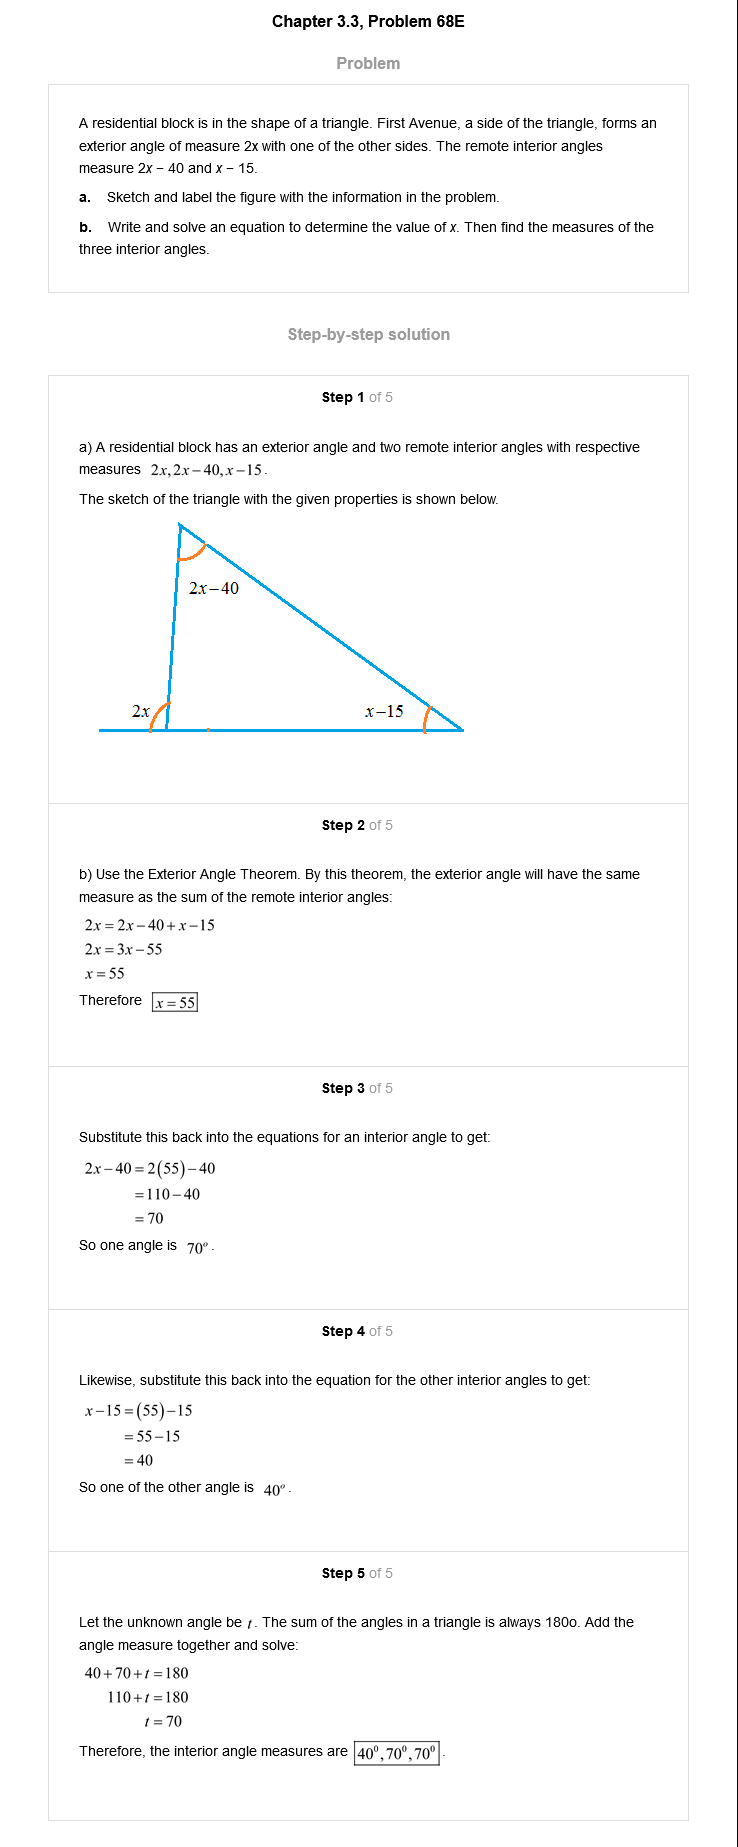 Chapter 3.3, Problem 68E
Problem
A residential block is in the shape of a triangle. First Avenue, a side of the triangle, forms an
exterior angle of measure 2x with one of the other sides. The remote interior angles
measure 2x − 40 and x − 15.
a. Sketch and label the figure with the information in the problem.
b. Write and solve an equation to determine the value of x. Then find the measures of the
three interior angles.
Step-by-step solution
Step 1 of 5
a) A residential block has an exterior angle and two remote interior angles with respective
measures 2x, 2x − 40, x − 15.
The sketch of the triangle with the given properties is shown below.
2x−40
2x
x−15
Step 2 of 5
b) Use the Exterior Angle Theorem. By this theorem, the exterior angle will have the same
measure as the sum of the remote interior angles:
2x = 2x − 40 + x − 15
2x = 3x − 55
x = 55
Therefore x = 55
Step 3 of 5
Substitute this back into the equations for an interior angle to get:
2x − 40 = 2(55) − 40
= 110 − 40
= 70
So one angle is 70º.
Step 4 of 5
Likewise, substitute this back into the equation for the other interior angles to get:
x − 15 = (55) − 15
= 55 − 15
= 40
So one of the other angle is 40º.
Step 5 of 5
Let the unknown angle be t. The sum of the angles in a triangle is always 180o. Add the
angle measure together and solve:
40 + 70 + t = 180
110 + t = 180
t = 70
Therefore, the interior angle measures are 40⁰, 70⁰, 70⁰.